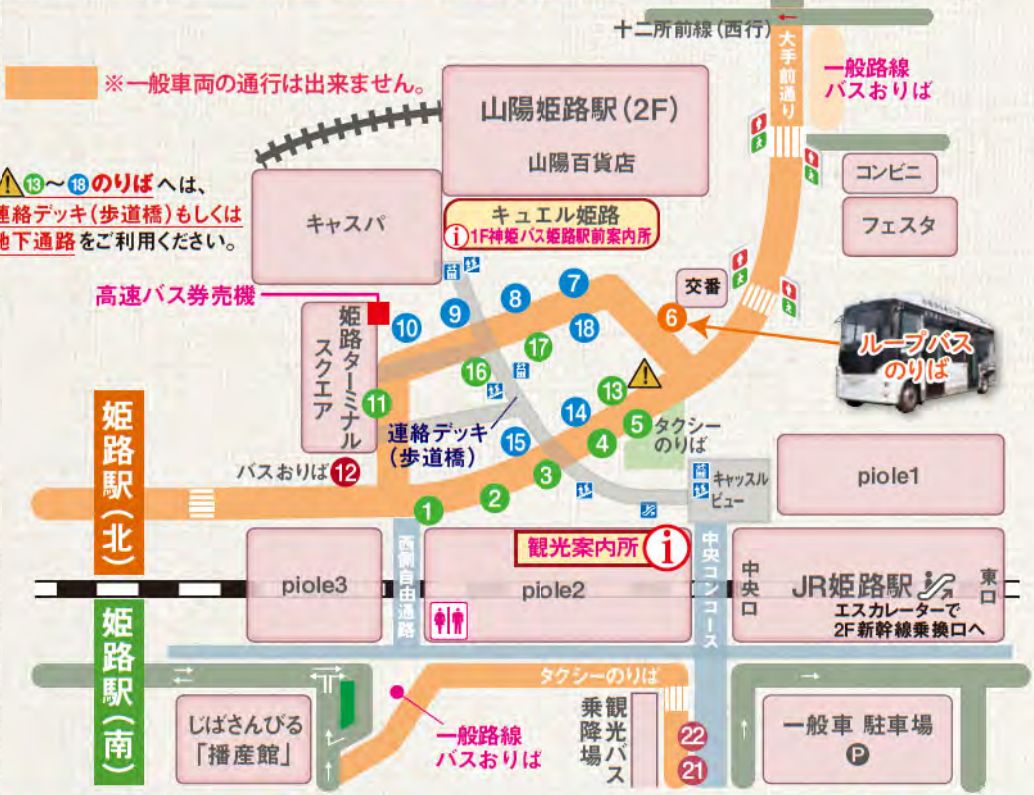 十二所前線(西行)
大手前通り
一般路線
バスおりば
※一般車両の通行は出来ません。
山陽姫路駅(2F)
山陽百貨店
⑬～⑱のりばへは、
連絡デッキ(歩道橋)もしくは
地下通路をご利用ください。
キャスパ
キュエル姫路
i 1F神姫バス姫路駅前案内所
コンビニ
フェスタ
交番
高速バス券売機
姫路ターミナル
スクエア
7
8
9
10
18
17
16
6
ループバス
のりば
11
13
14
15
5
4
3
2
1
タクシー
のりば
連絡デッキ
(歩道橋)
バスおりば 12
キャッスル
ビュー
piole1
姫路駅(北)
観光案内所 i
西側自由通路
中央コンコース
piole3
piole2
中央口
JR姫路駅
東口
エスカレーターで
2F新幹線乗換口へ
姫路駅(南)
タクシーのりば
じばさんびる
「播産館」
一般路線
バスおりば
観光バス
乗降場
22
21
一般車 駐車場
P